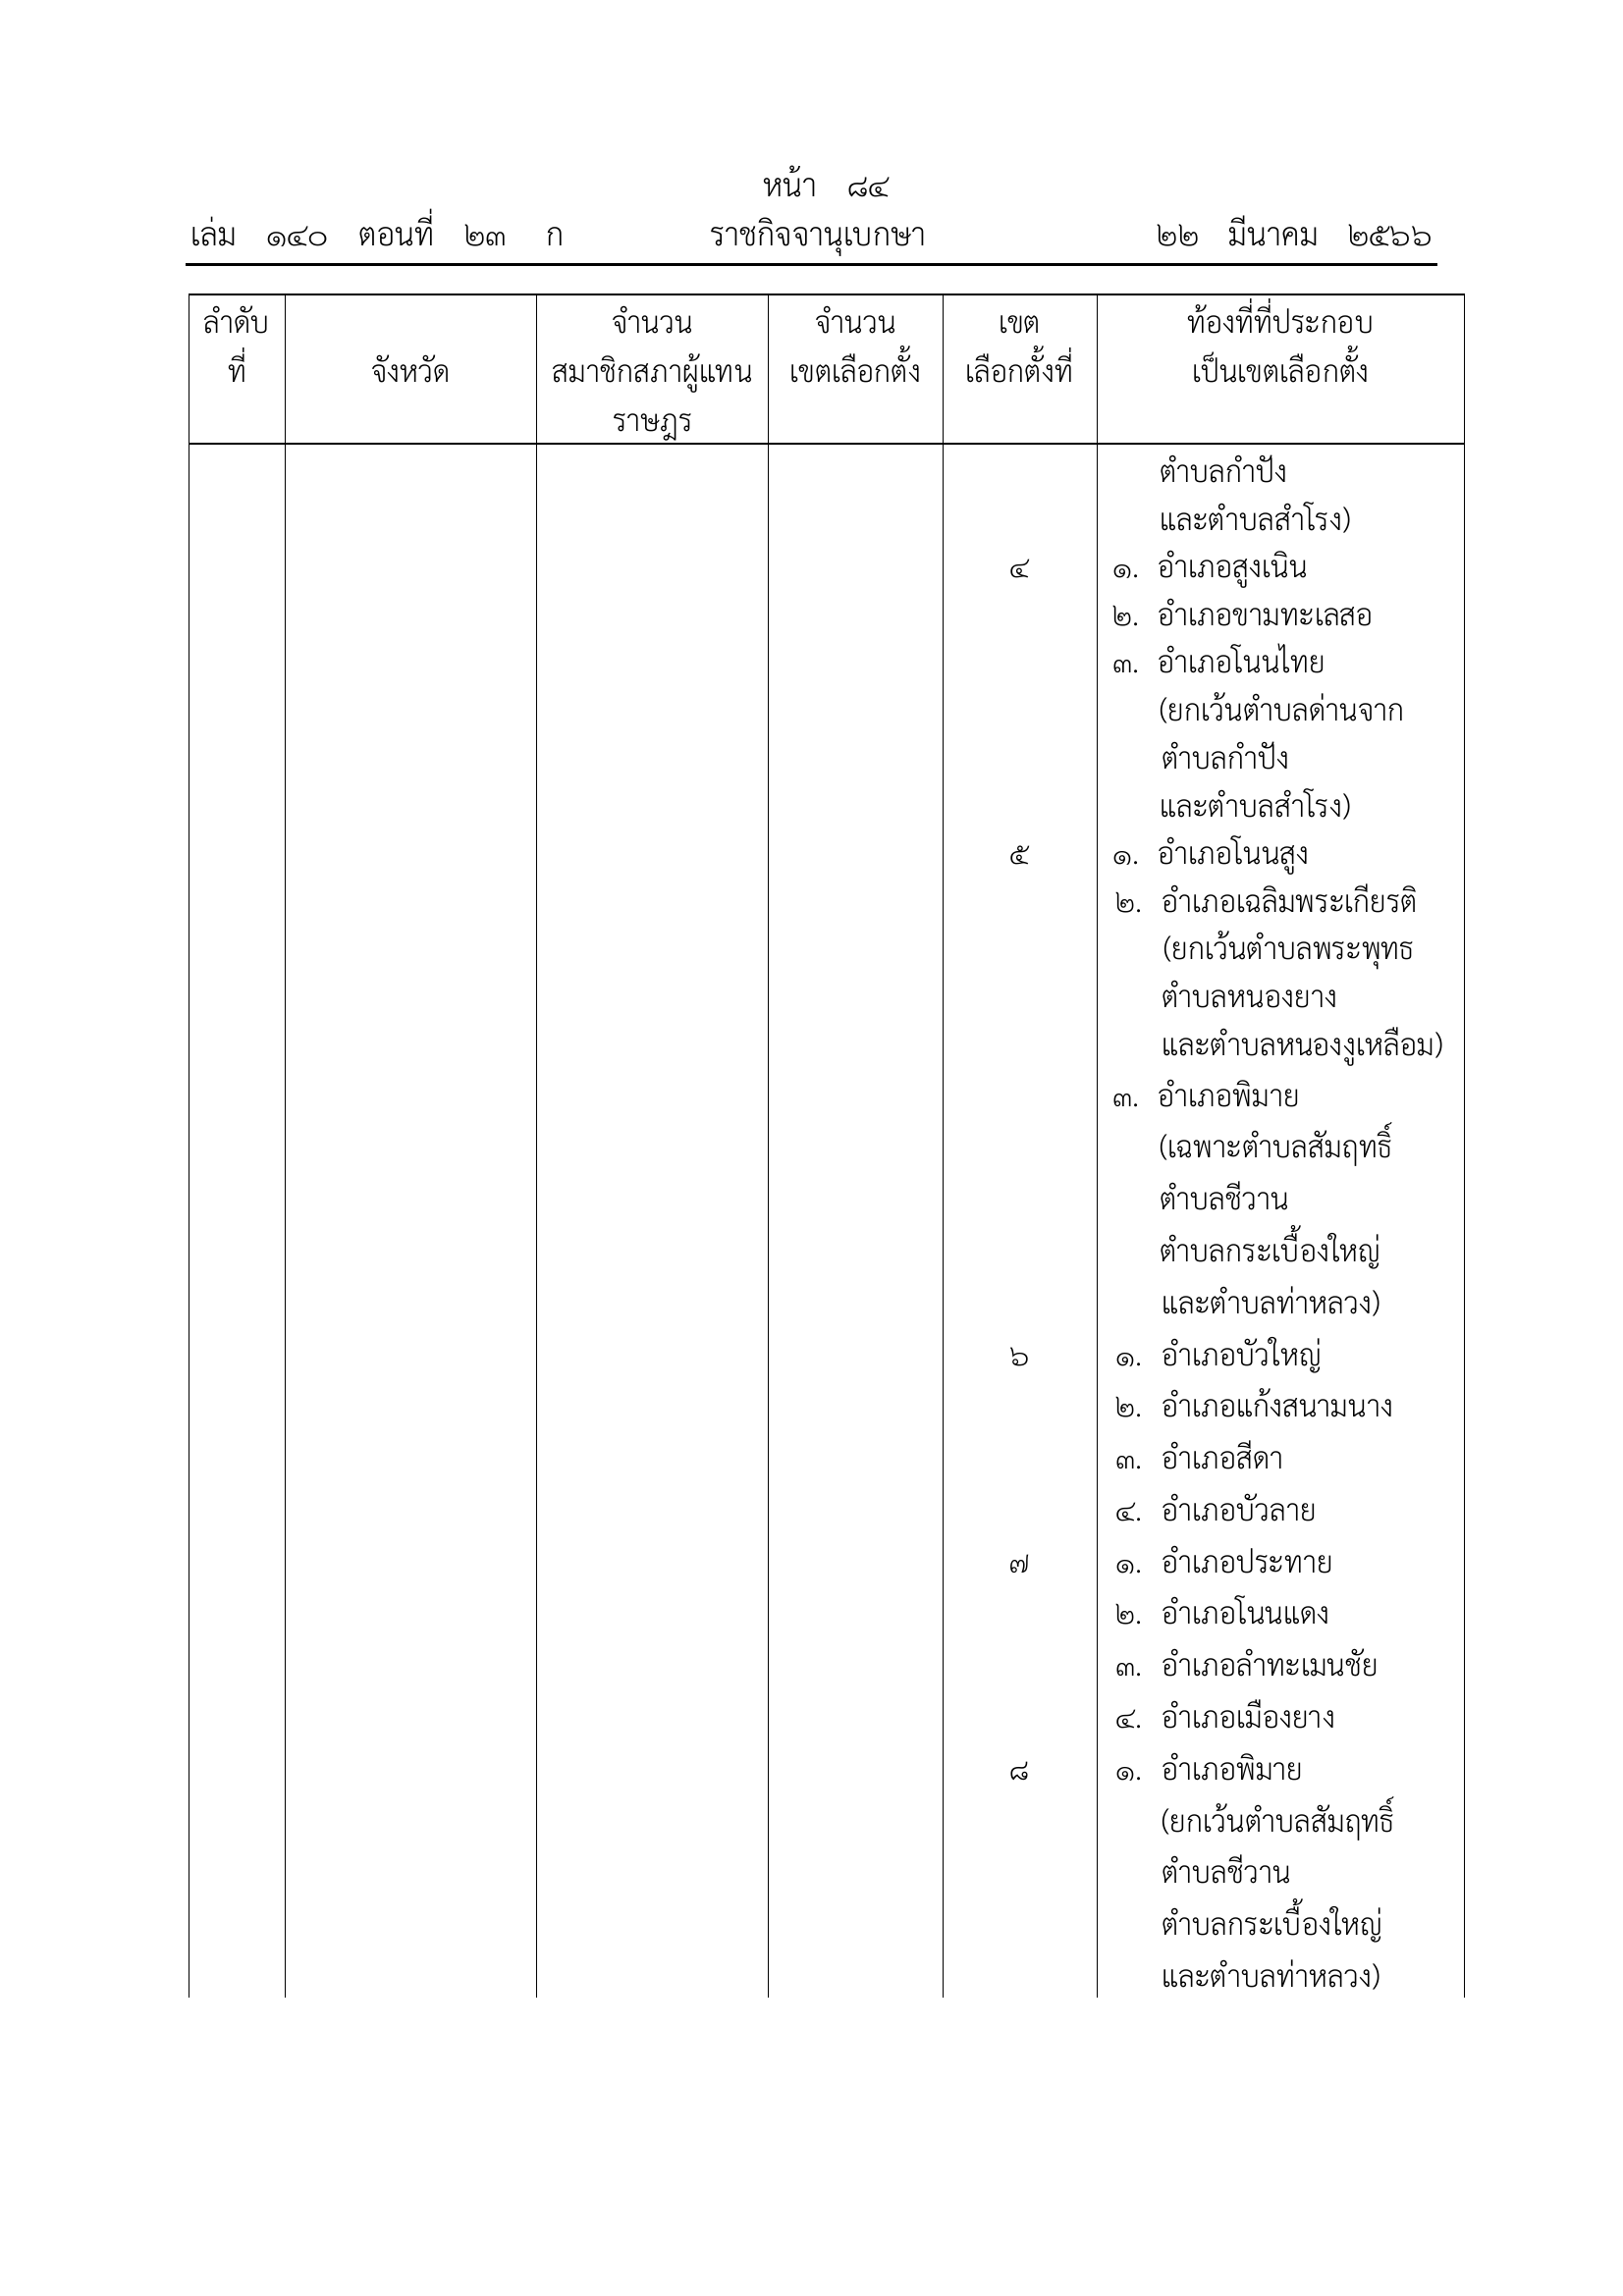 หน้า ๘๔
เล่ม ๑๔๐ ตอนที่ ๒๓ ก ราชกิจจานุเบกษา ๒๒ มีนาคม ๒๕๖๖
ลำดับ จำนวน จำนวน เขต ท้องที่ที่ประกอบ
ที่ จังหวัด สมาชิกสภาผู้แทน เขตเลือกตั้ง เลือกตั้งที่ เป็นเขตเลือกตั้ง
ราษฎร
ตำบลกำปัง
และตำบลสำโรง)
๔ ๑. อำเภอสูงเนิน
๒. อำเภอขามทะเลสอ
๓. อำเภอโนนไทย
(ยกเว้นตำบลด่านจาก
ตำบลกำปัง
และตำบลสำโรง)
๕ ๑. อำเภอโนนสูง
๒. อำเภอเฉลิมพระเกียรติ
(ยกเว้นตำบลพระพุทธ
ตำบลหนองยาง
และตำบลหนองงูเหลือม)
๓. อำเภอพิมาย
(เฉพาะตำบลสัมฤทธิ์
ตำบลชีวาน
ตำบลกระเบื้องใหญ่
และตำบลท่าหลวง)
๖ ๑. อำเภอบัวใหญ่
๒. อำเภอแก้งสนามนาง
๓. อำเภอสีดา
๔. อำเภอบัวลาย
๗ ๑. อำเภอประทาย
๒. อำเภอโนนแดง
๓. อำเภอลำทะเมนชัย
๔. อำเภอเมืองยาง
๘ ๑. อำเภอพิมาย
(ยกเว้นตำบลสัมฤทธิ์
ตำบลชีวาน
ตำบลกระเบื้องใหญ่
และตำบลท่าหลวง)